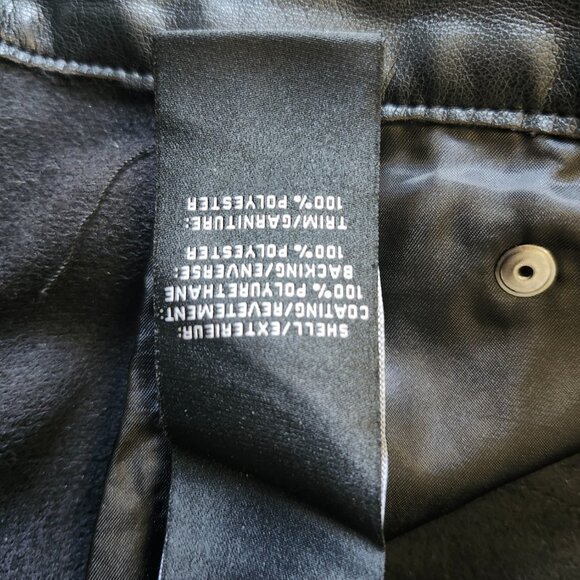 SHELL/EXTERIEUR:
COATING/REVETEMENT:
100% POLYURETHANE
BACKING/ENVERSE:
100% POLYESTER
TRIM/GARNITURE:
100% POLYESTER